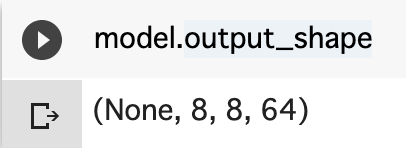 model.output_shape
(None, 8, 8, 64)